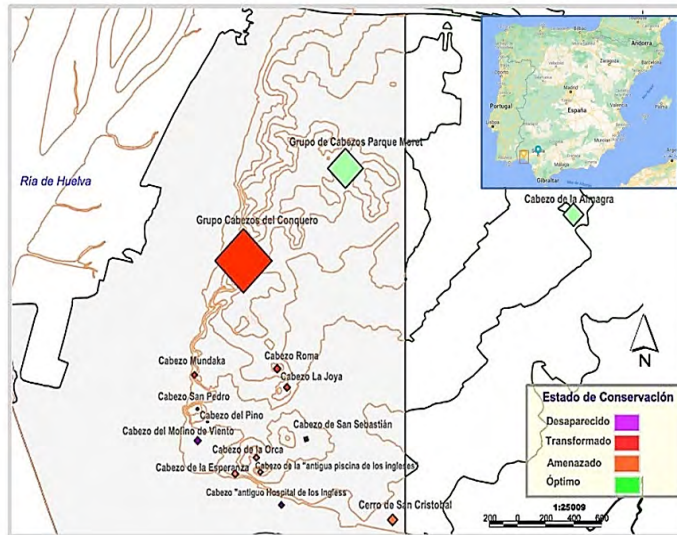 Grupo de Cabezos Parque Moret
Ría de Huelva
Cabezo de la Almagra
Grupo Cabezos del Conquero
Cabezo Roma
Cabezo Mundaka
Cabezo La Joya
Cabezo San Pedro
Cabezo del Pino
Cabezo del Molino de Viento
Cabezo de San Sebastián
Cabezo de la Orca
Cabezo de la Esperanza
Cabezo de la "antigua piscina de los ingleses
Cabezo "antiguo Hospital de los Ingless
Cerro de San Cristobal
N
Estado de Conservación
Desaparecido
Transformado
Amenazado
Óptimo
1:25009
200 0 200 400 600
Andorra
Barcelona
Portugal
Madrid
España
Valencia
Gibraltar